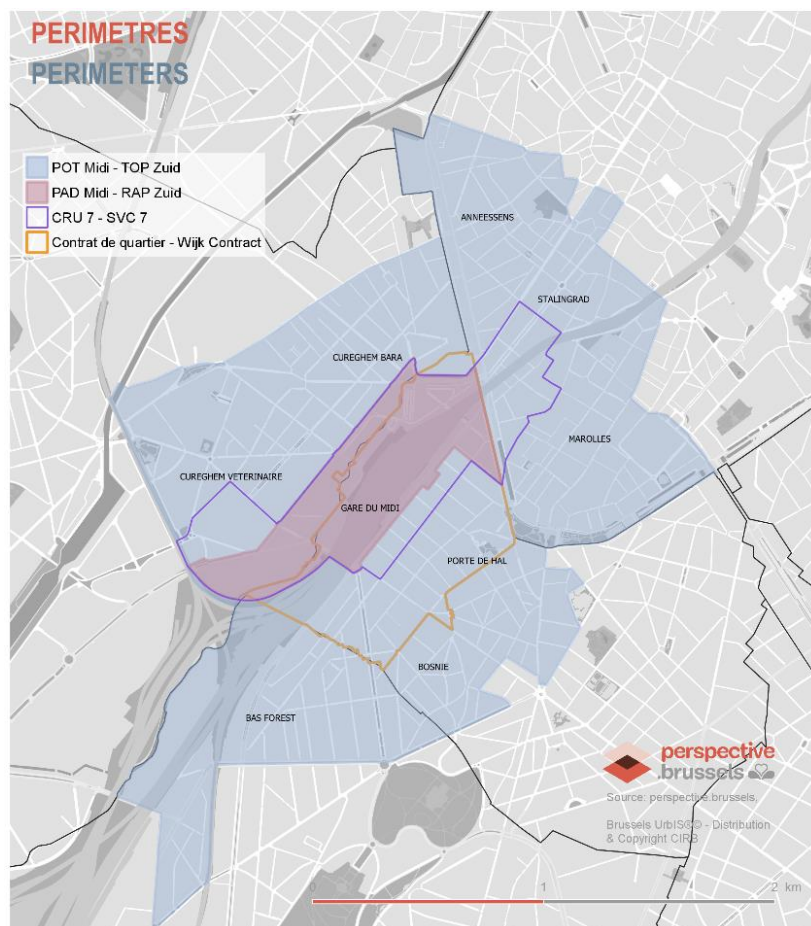 PERIMETRES
PERIMETERS
POT Midi - TOP Zuid
PAD Midi - RAP Zuid
CRU 7 - SVC 7
Contrat de quartier - Wijk Contract
ANNEESSENS
STALINGRAD
CUREGHEM BARA
MAROLLES
CUREGHEM VETERINAIRE
GARE DU MIDI
PORTE DE HAL
BOSNIE
BAS FOREST
perspective
.brussels
Source: perspective.brussels,
Brussels UrbIS®© - Distribution
& Copyright CIRB
0 1 2 km